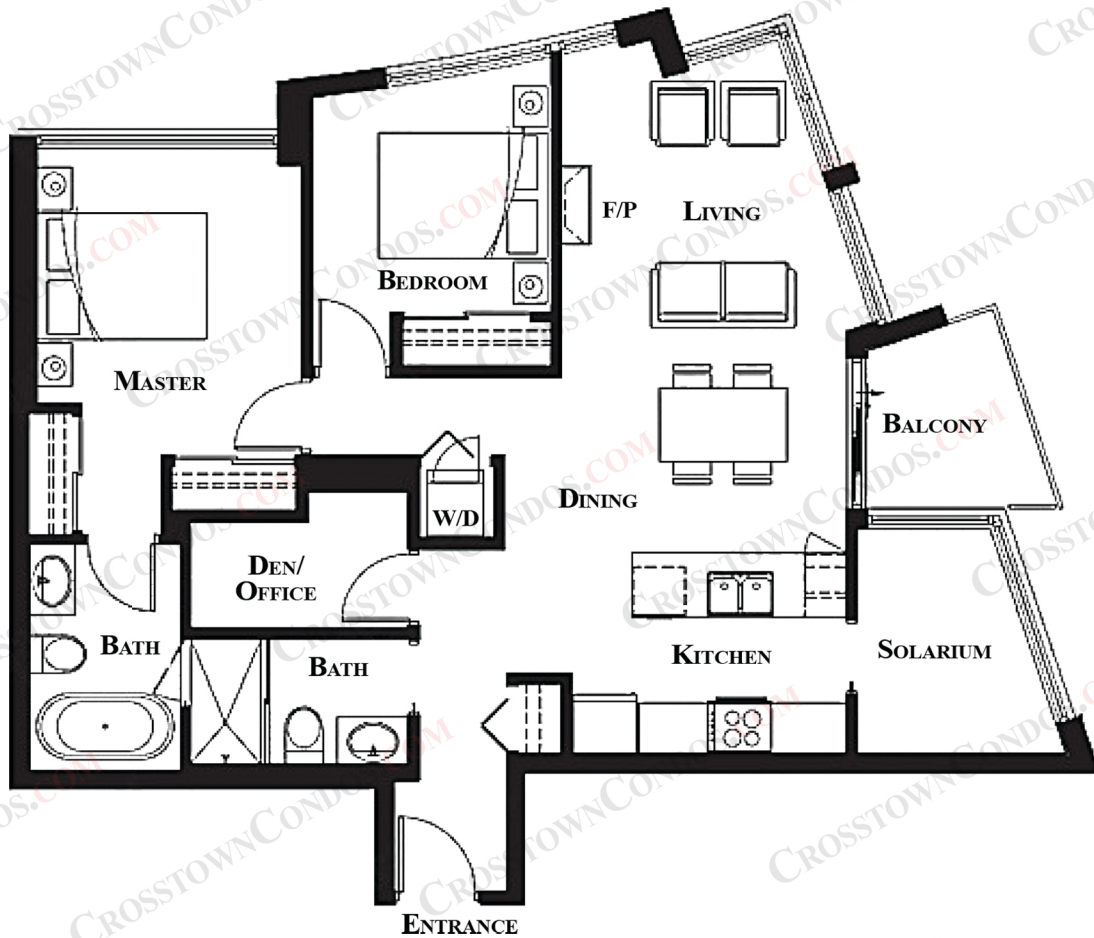 F/P
LIVING
BEDROOM
MASTER
BALCONY
DINING
W/D
DEN/
OFFICE
BATH
BATH
KITCHEN
SOLARIUM
ENTRANCE
CROSSTOWNCONDOS.COM